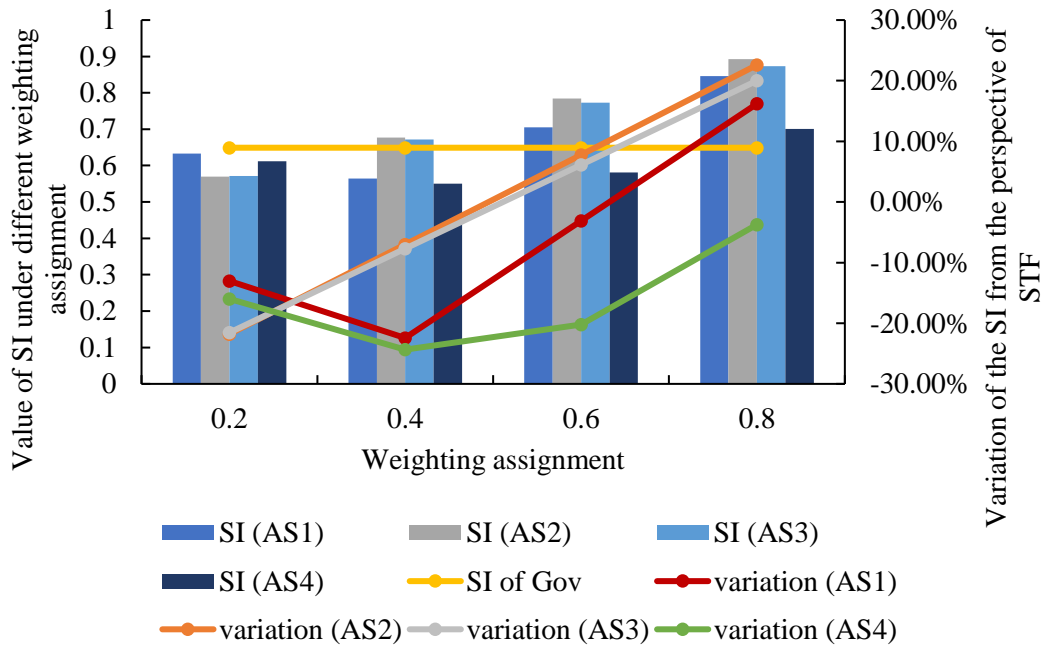 Value of SI under different weighting
assignment
1
0.9
0.8
0.7
0.6
0.5
0.4
0.3
0.2
0.1
0
30.00%
20.00%
10.00%
0.00%
-10.00%
-20.00%
-30.00%
Variation of the SI from the perspective of
STF
0.2 0.4 0.6 0.8
Weighting assignment
SI (AS1) SI (AS2) SI (AS3)
SI (AS4) SI of Gov variation (AS1)
variation (AS2) variation (AS3) variation (AS4)